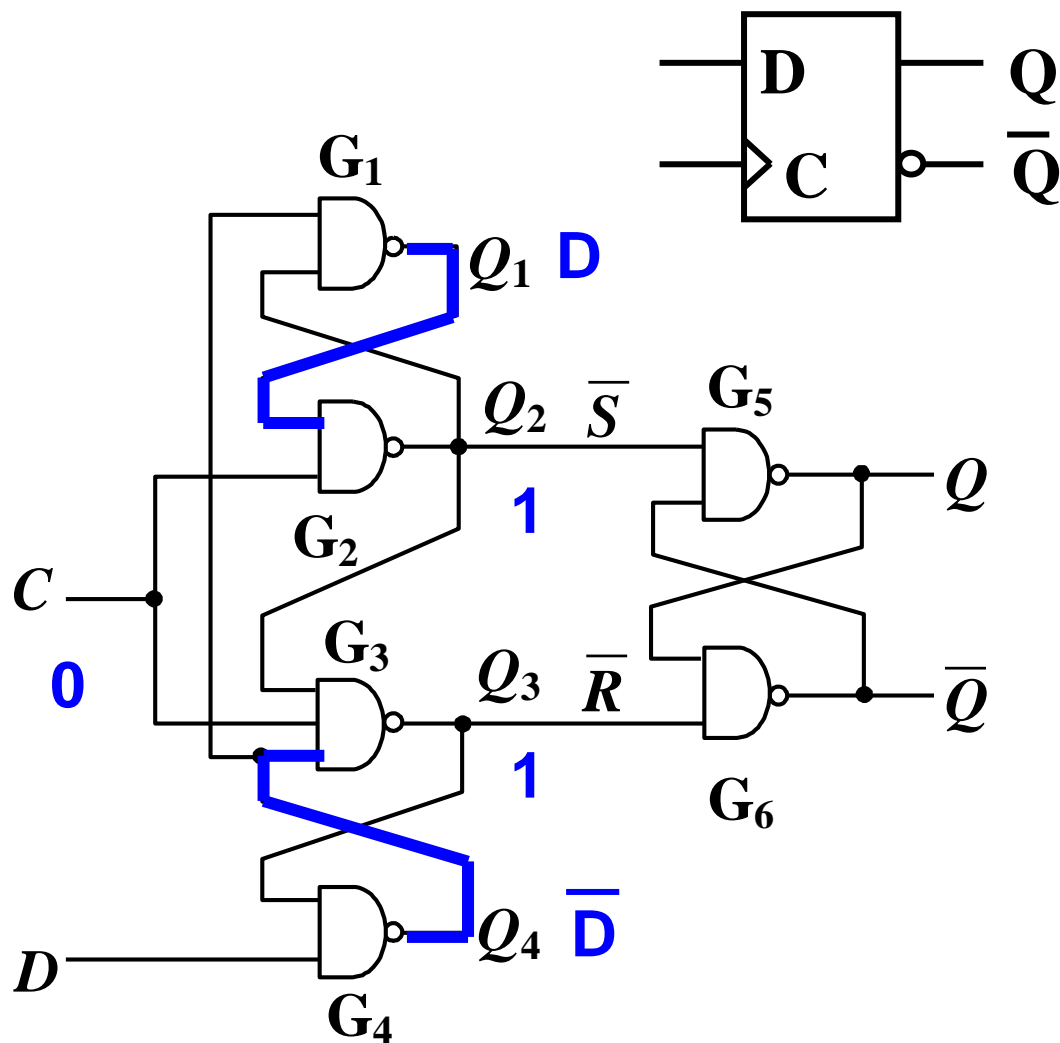 D Q
C Q̅
G₁
Q₁ D
G₂
Q₂ S̅
1
G₅
Q
C
0
G₃
Q₃ R̅
1
G₆
Q̅
Q₄ D̅
D
G₄